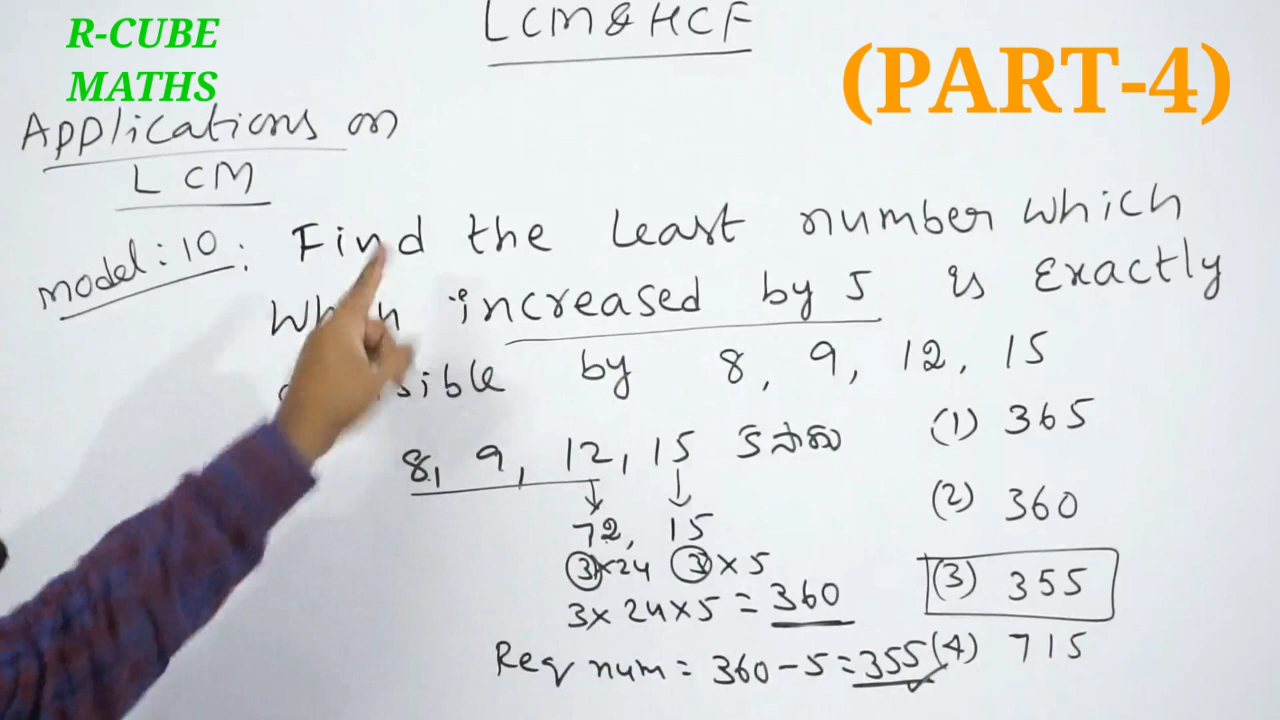 R-CUBE
MATHS
(PART-4)
LCM & HCF
Applications on
LCM
model:10: Find the least number which
increased by 5 is Exactly
by 8, 9, 12, 15
8, 9, 12, 15 కసాగు
72, 15
3×24 3×5
3×24×5 = 360
Req num = 360-5=355
(1) 365
(2) 360
(3) 355
(4) 715